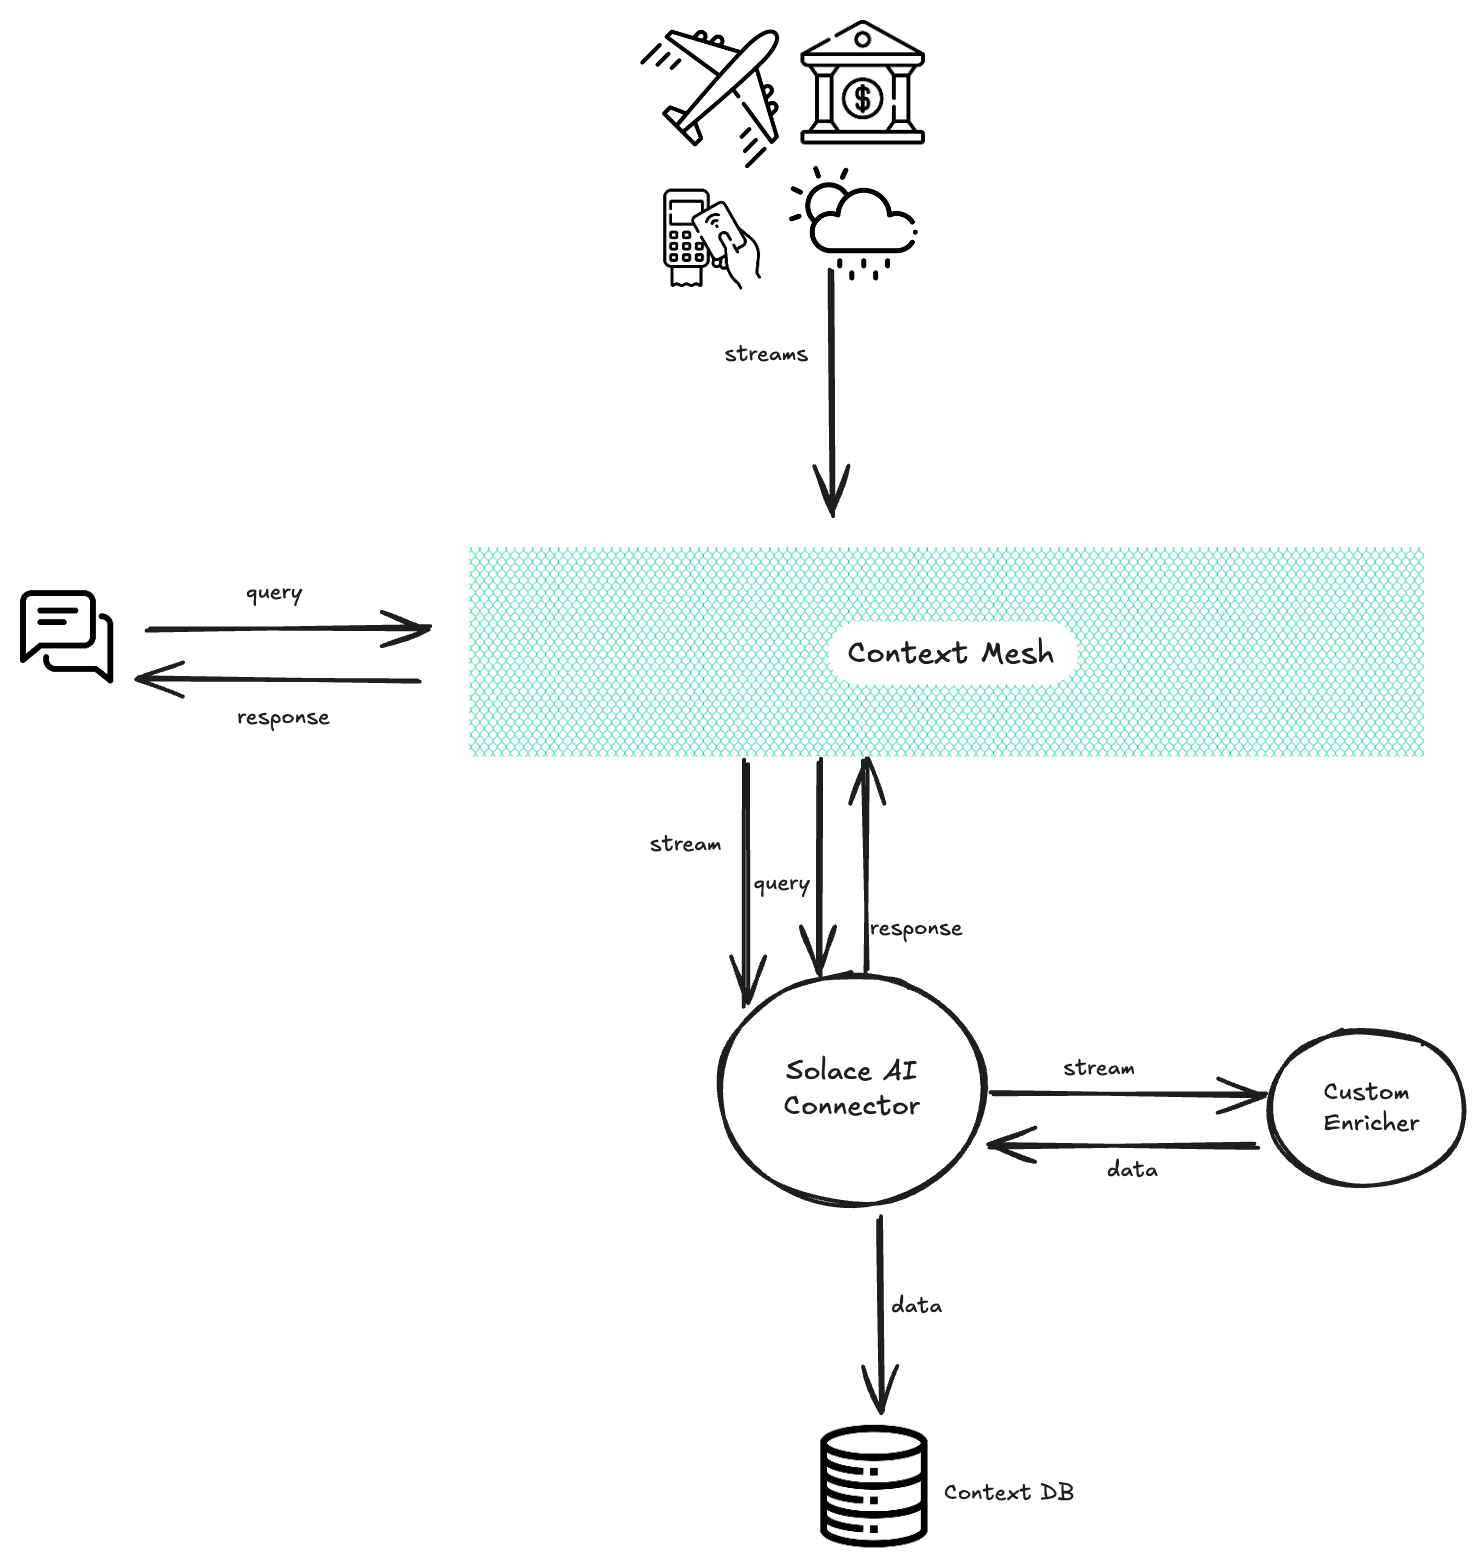 $
streams
query
Context Mesh
response
stream
query
response
Solace AI
Connector
stream
Custom
Enricher
data
data
Context DB